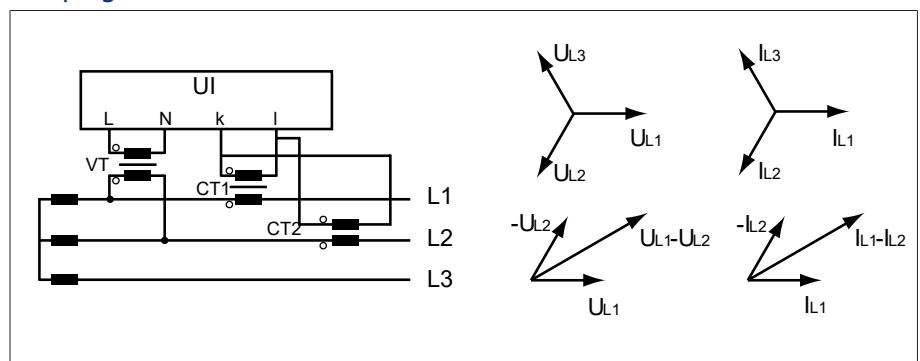 UI
L N k l
VT
CT1
CT2
L1
L2
L3
UL3
UL1
UL2
IL3
IL1
IL2
-UL2
UL1-UL2
UL1
-IL2
IL1-IL2
IL1